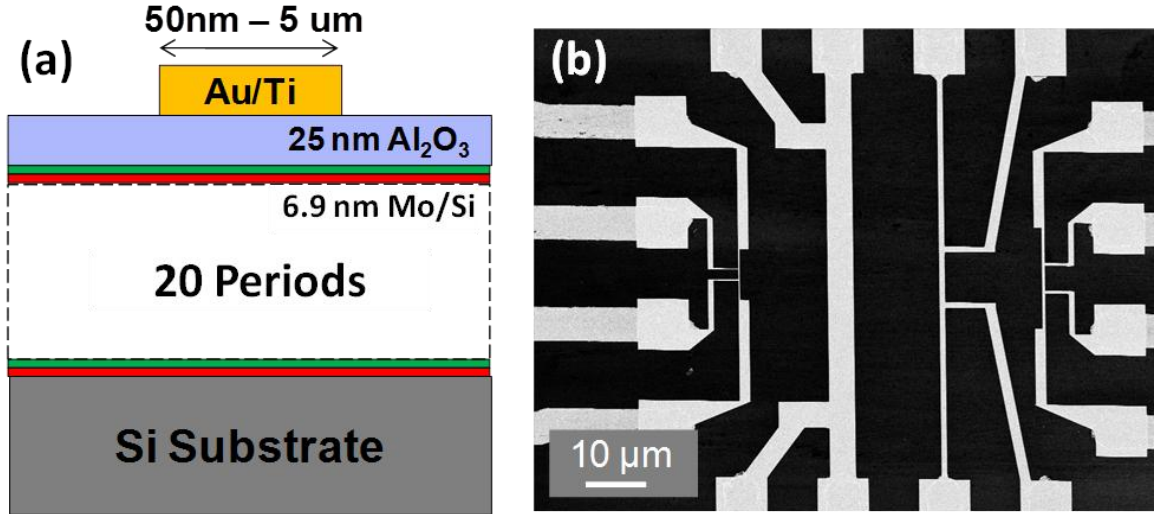 50nm – 5 um
(a)
Au/Ti
25 nm Al₂O₃
6.9 nm Mo/Si
20 Periods
Si Substrate
(b)
10 µm